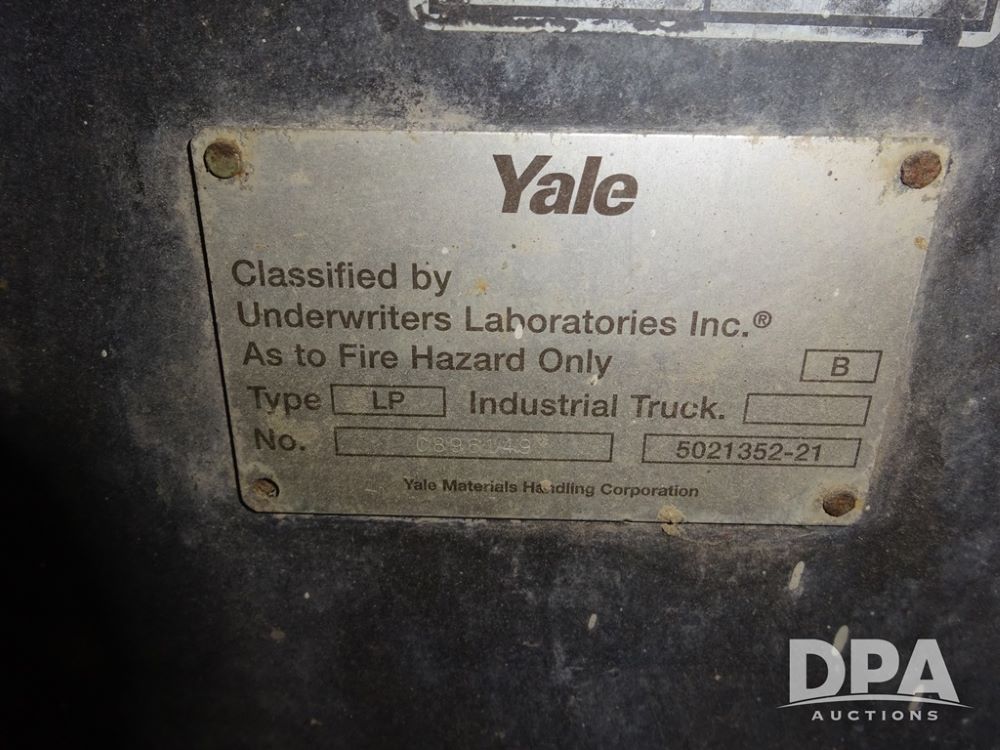 Yale
Classified by
Underwriters Laboratories Inc.®
As to Fire Hazard Only B
Type LP Industrial Truck.
No. 5021352-21
Yale Materials Handling Corporation
DPA
AUCTIONS